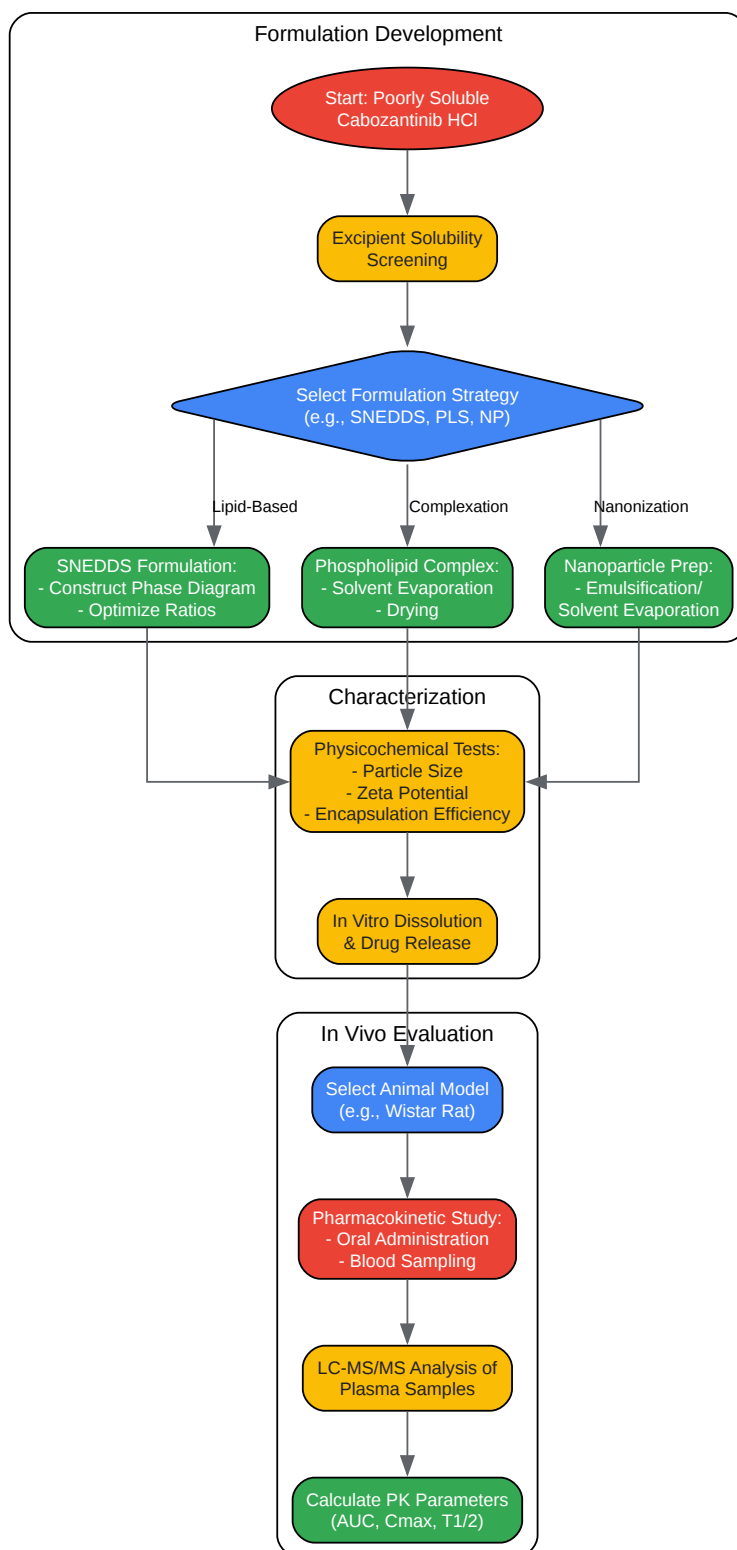 Formulation Development
Start: Poorly Soluble
Cabozantinib HCl
Excipient Solubility
Screening
Select Formulation Strategy
(e.g., SNEDDS, PLS, NP)
Lipid-Based
Complexation
Nanonization
SNEDDS Formulation:
- Construct Phase Diagram
- Optimize Ratios
Phospholipid Complex:
- Solvent Evaporation
- Drying
Nanoparticle Prep:
- Emulsification/
Solvent Evaporation
Characterization
Physicochemical Tests:
- Particle Size
- Zeta Potential
- Encapsulation Efficiency
In Vitro Dissolution
& Drug Release
In Vivo Evaluation
Select Animal Model
(e.g., Wistar Rat)
Pharmacokinetic Study:
- Oral Administration
- Blood Sampling
LC-MS/MS Analysis of
Plasma Samples
Calculate PK Parameters
(AUC, Cmax, T1/2)